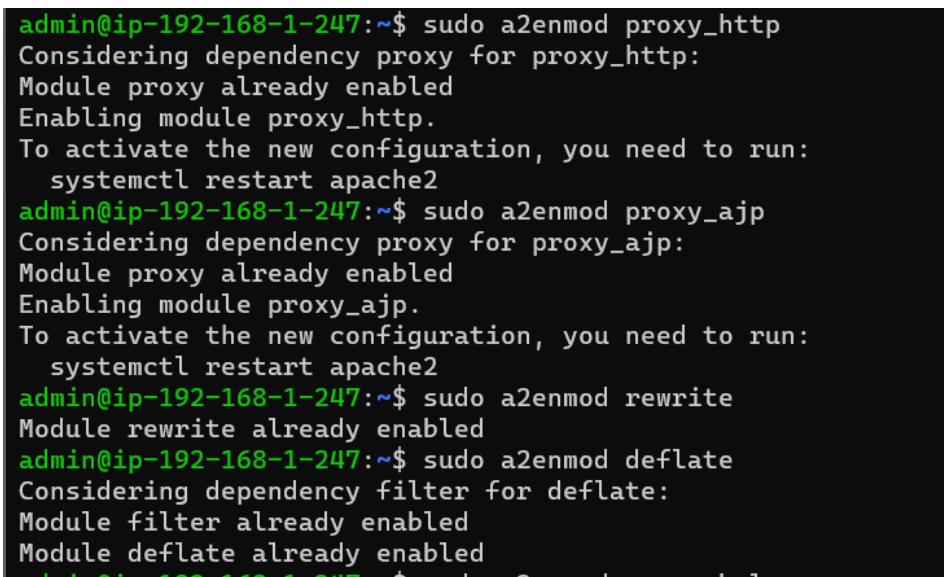 admin@ip-192-168-1-247:~$ sudo a2enmod proxy_http
Considering dependency proxy for proxy_http:
Module proxy already enabled
Enabling module proxy_http.
To activate the new configuration, you need to run:
  systemctl restart apache2
admin@ip-192-168-1-247:~$ sudo a2enmod proxy_ajp
Considering dependency proxy for proxy_ajp:
Module proxy already enabled
Enabling module proxy_ajp.
To activate the new configuration, you need to run:
  systemctl restart apache2
admin@ip-192-168-1-247:~$ sudo a2enmod rewrite
Module rewrite already enabled
admin@ip-192-168-1-247:~$ sudo a2enmod deflate
Considering dependency filter for deflate:
Module filter already enabled
Module deflate already enabled